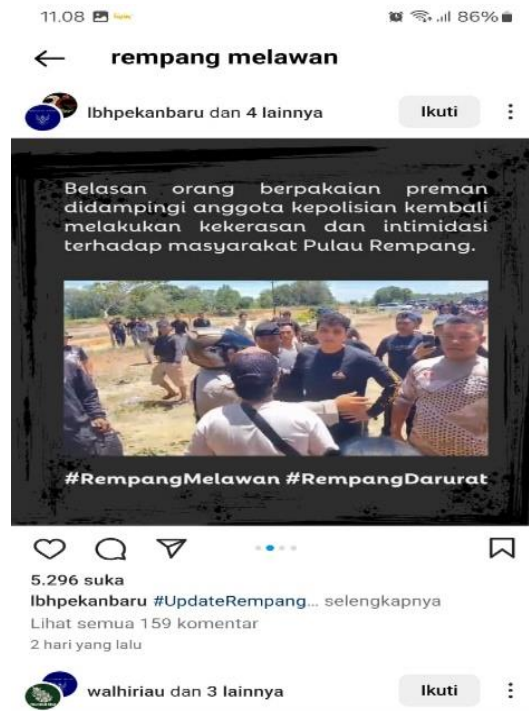 11.08
86%
rempang melawan
lbhpekanbaru dan 4 lainnya
Ikuti
Belasan orang berpakaian preman
didampingi anggota kepolisian kembali
melakukan kekerasan dan intimidasi
terhadap masyarakat Pulau Rempang.
#RempangMelawan #RempangDarurat
5.296 suka
lbhpekanbaru #UpdateRempang... selengkapnya
Lihat semua 159 komentar
2 hari yang lalu
walhiriau dan 3 lainnya
Ikuti